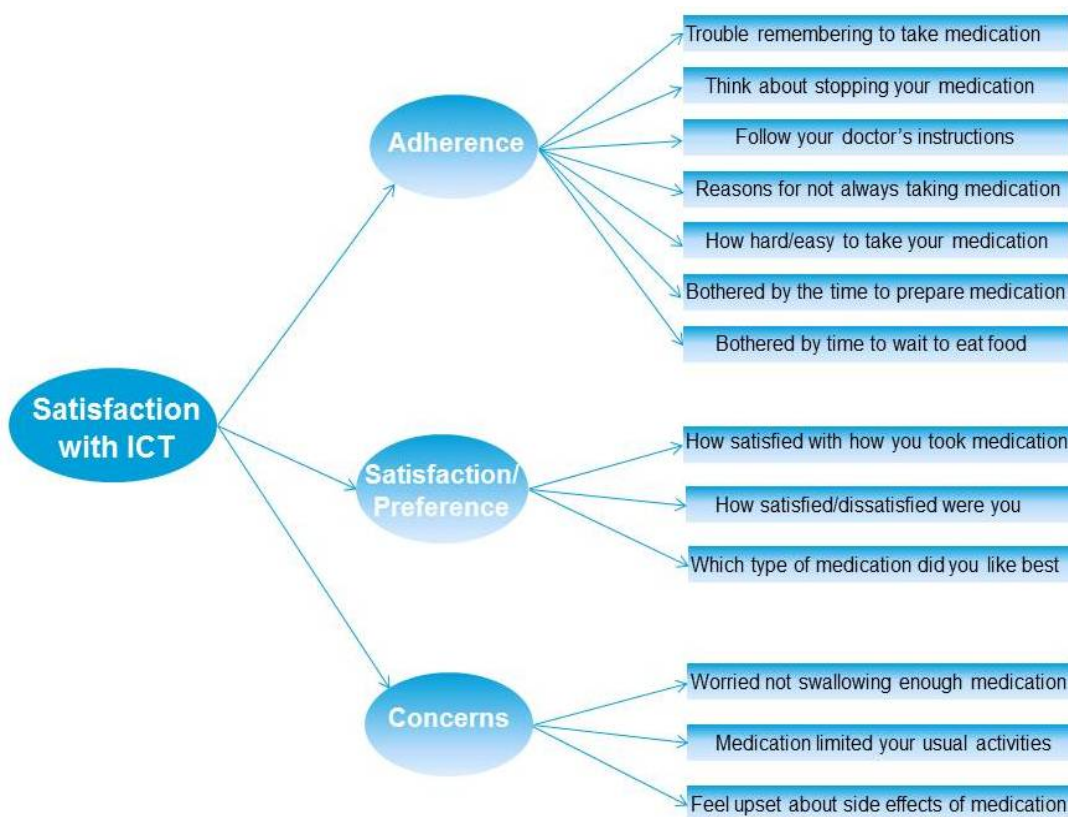 Trouble remembering to take medication
Think about stopping your medication
Adherence
Follow your doctor’s instructions
Reasons for not always taking medication
How hard/easy to take your medication
Bothered by the time to prepare medication
Bothered by time to wait to eat food
Satisfaction
with ICT
How satisfied with how you took medication
Satisfaction/
Preference
How satisfied/dissatisfied were you
Which type of medication did you like best
Worried not swallowing enough medication
Concerns
Medication limited your usual activities
Feel upset about side effects of medication